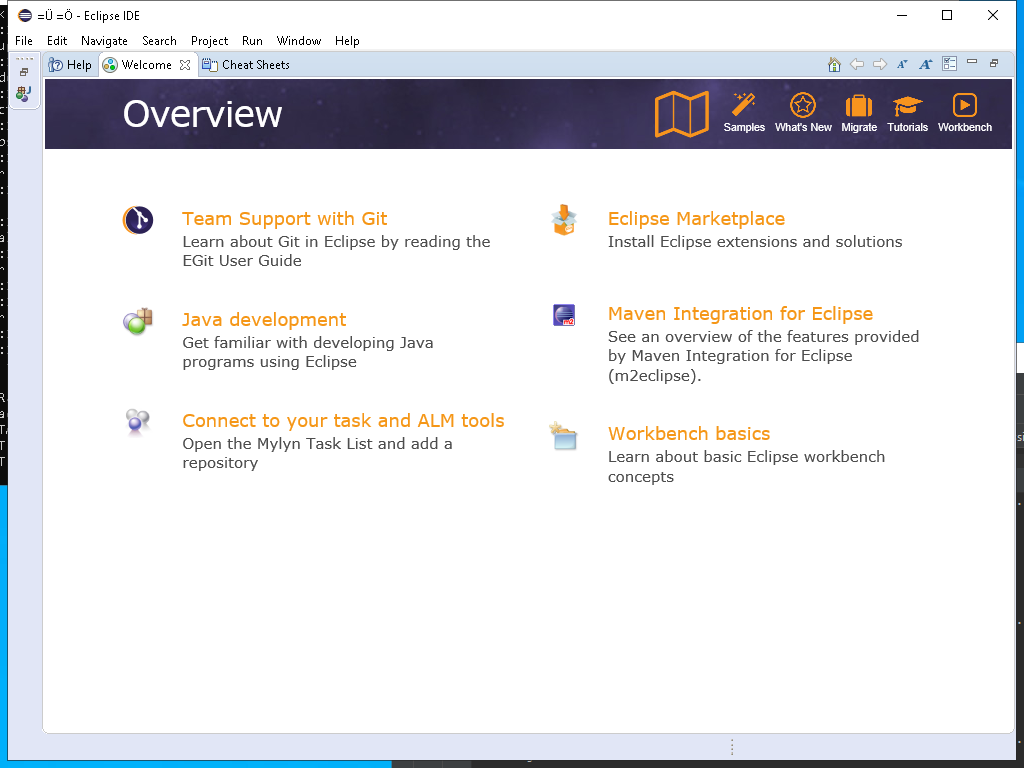 =Ü =Ö - Eclipse IDE
File Edit Navigate Search Project Run Window Help
Help Welcome Cheat Sheets
Overview
Samples What's New Migrate Tutorials Workbench
Team Support with Git
Learn about Git in Eclipse by reading the
EGit User Guide
Java development
Get familiar with developing Java
programs using Eclipse
Connect to your task and ALM tools
Open the Mylyn Task List and add a
repository
Eclipse Marketplace
Install Eclipse extensions and solutions
Maven Integration for Eclipse
See an overview of the features provided
by Maven Integration for Eclipse
(m2eclipse).
Workbench basics
Learn about basic Eclipse workbench
concepts